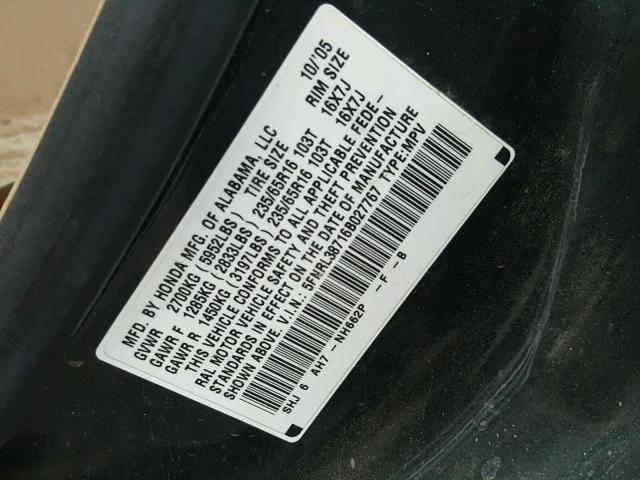 MFD. BY HONDA MFG. OF ALABAMA, LLC 10/'05
GVWR 2700KG (5952LBS) TIRE SIZE RIM SIZE
GAWR F 1285KG (2833LBS) 235/65R16 103T 16X7J
GAWR R 1450KG (3197LBS) 235/65R16 103T 16X7J
THIS VEHICLE CONFORMS TO ALL APPLICABLE FEDE-
RAL MOTOR VEHICLE SAFETY AND THEFT PREVENTION
STANDARDS IN EFFECT ON THE DATE OF MANUFACTURE
SHOWN ABOVE. V.I.N.: 5FNRL38716B027767 TYPE:MPV
SHJ 6 AH7 - NH662P -F -B